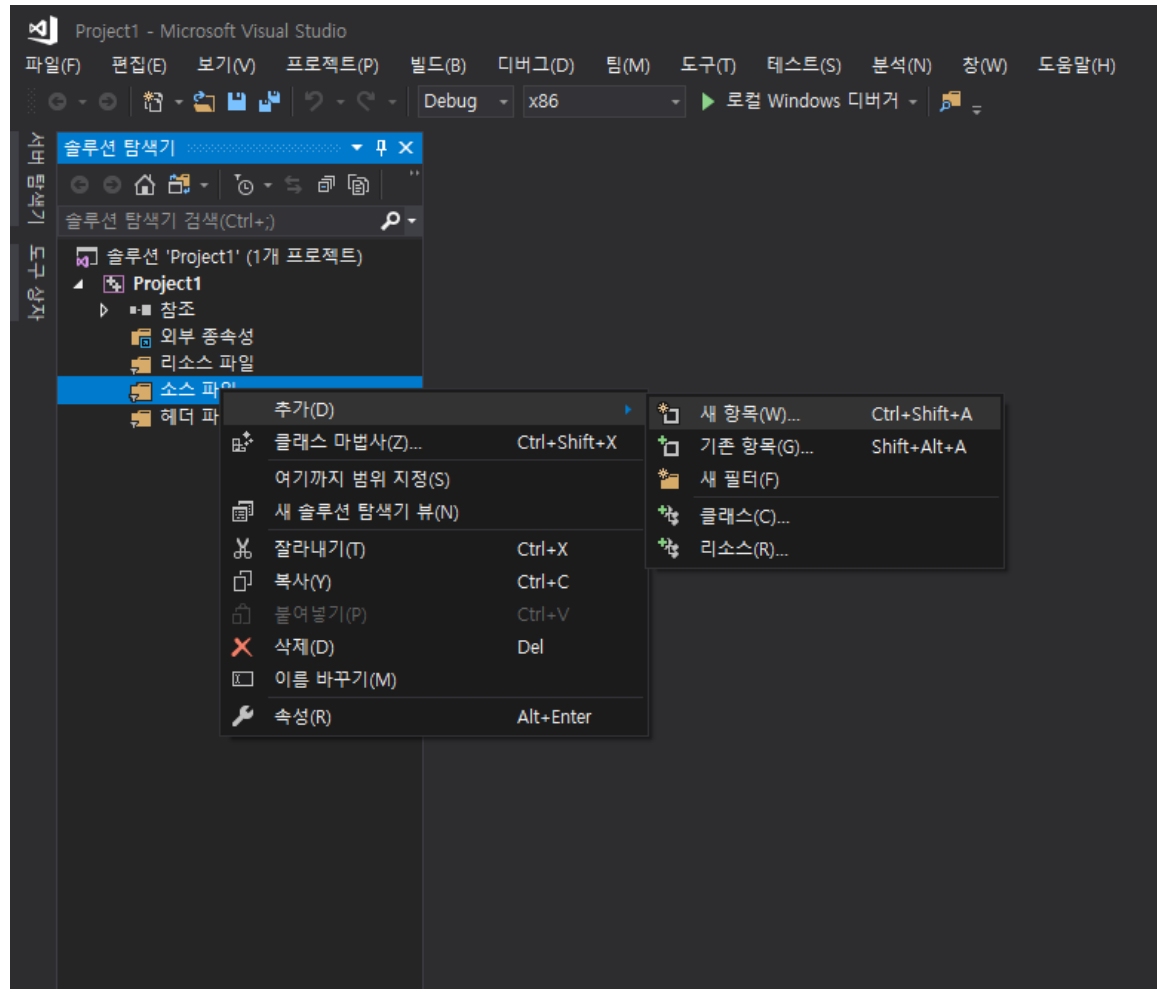 Project1 - Microsoft Visual Studio
파일(F) 편집(E) 보기(V) 프로젝트(P) 빌드(B) 디버그(D) 팀(M) 도구(T) 테스트(S) 분석(N) 창(W) 도움말(H)
Debug x86 로컬 Windows 디버거
서버 탐색기
도구 상자
솔루션 탐색기
솔루션 탐색기 검색(Ctrl+;)
솔루션 'Project1' (1개 프로젝트)
Project1
참조
외부 종속성
리소스 파일
소스
헤더
추가(D)
클래스 마법사(Z)... Ctrl+Shift+X
여기까지 범위 지정(S)
새 솔루션 탐색기 뷰(N)
잘라내기(T) Ctrl+X
복사(Y) Ctrl+C
붙여넣기(P) Ctrl+V
삭제(D) Del
이름 바꾸기(M)
속성(R) Alt+Enter
새 항목(W)... Ctrl+Shift+A
기존 항목(G)... Shift+Alt+A
새 필터(F)
클래스(C)...
리소스(R)...